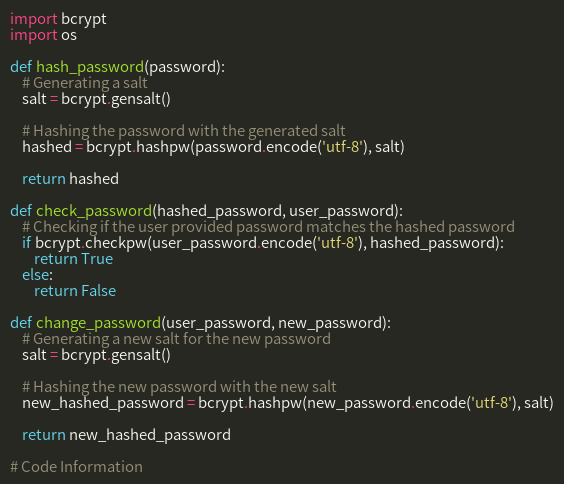 import bcrypt
import os

def hash_password(password):
    # Generating a salt
    salt = bcrypt.gensalt()

    # Hashing the password with the generated salt
    hashed = bcrypt.hashpw(password.encode('utf-8'), salt)

    return hashed

def check_password(hashed_password, user_password):
    # Checking if the user provided password matches the hashed password
    if bcrypt.checkpw(user_password.encode('utf-8'), hashed_password):
        return True
    else:
        return False

def change_password(user_password, new_password):
    # Generating a new salt for the new password
    salt = bcrypt.gensalt()

    # Hashing the new password with the new salt
    new_hashed_password = bcrypt.hashpw(new_password.encode('utf-8'), salt)

    return new_hashed_password

# Code Information